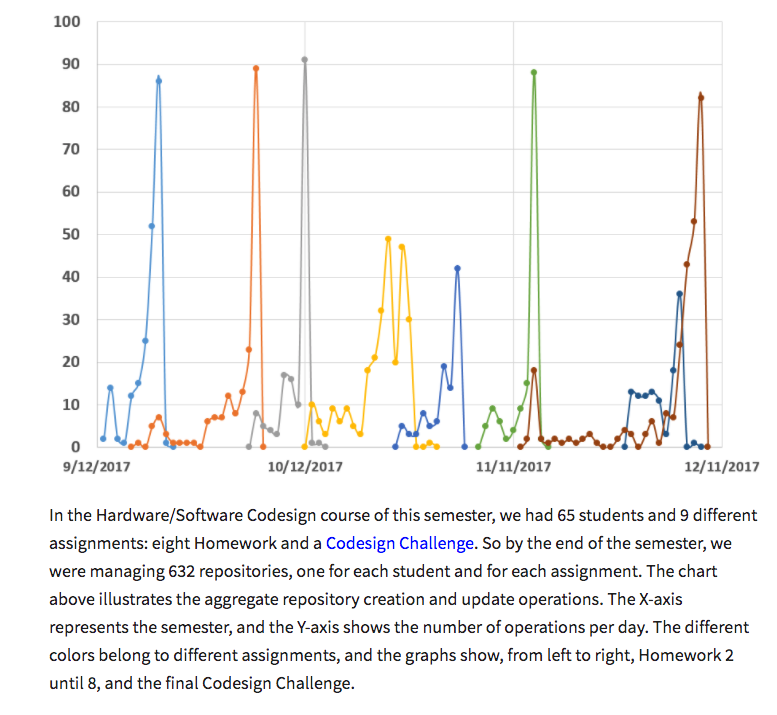 100
90
80
70
60
50
40
30
20
10
0
9/12/2017 10/12/2017 11/11/2017 12/11/2017
In the Hardware/Software Codesign course of this semester, we had 65 students and 9 different
assignments: eight Homework and a Codesign Challenge. So by the end of the semester, we
were managing 632 repositories, one for each student and for each assignment. The chart
above illustrates the aggregate repository creation and update operations. The X-axis
represents the semester, and the Y-axis shows the number of operations per day. The different
colors belong to different assignments, and the graphs show, from left to right, Homework 2
until 8, and the final Codesign Challenge.